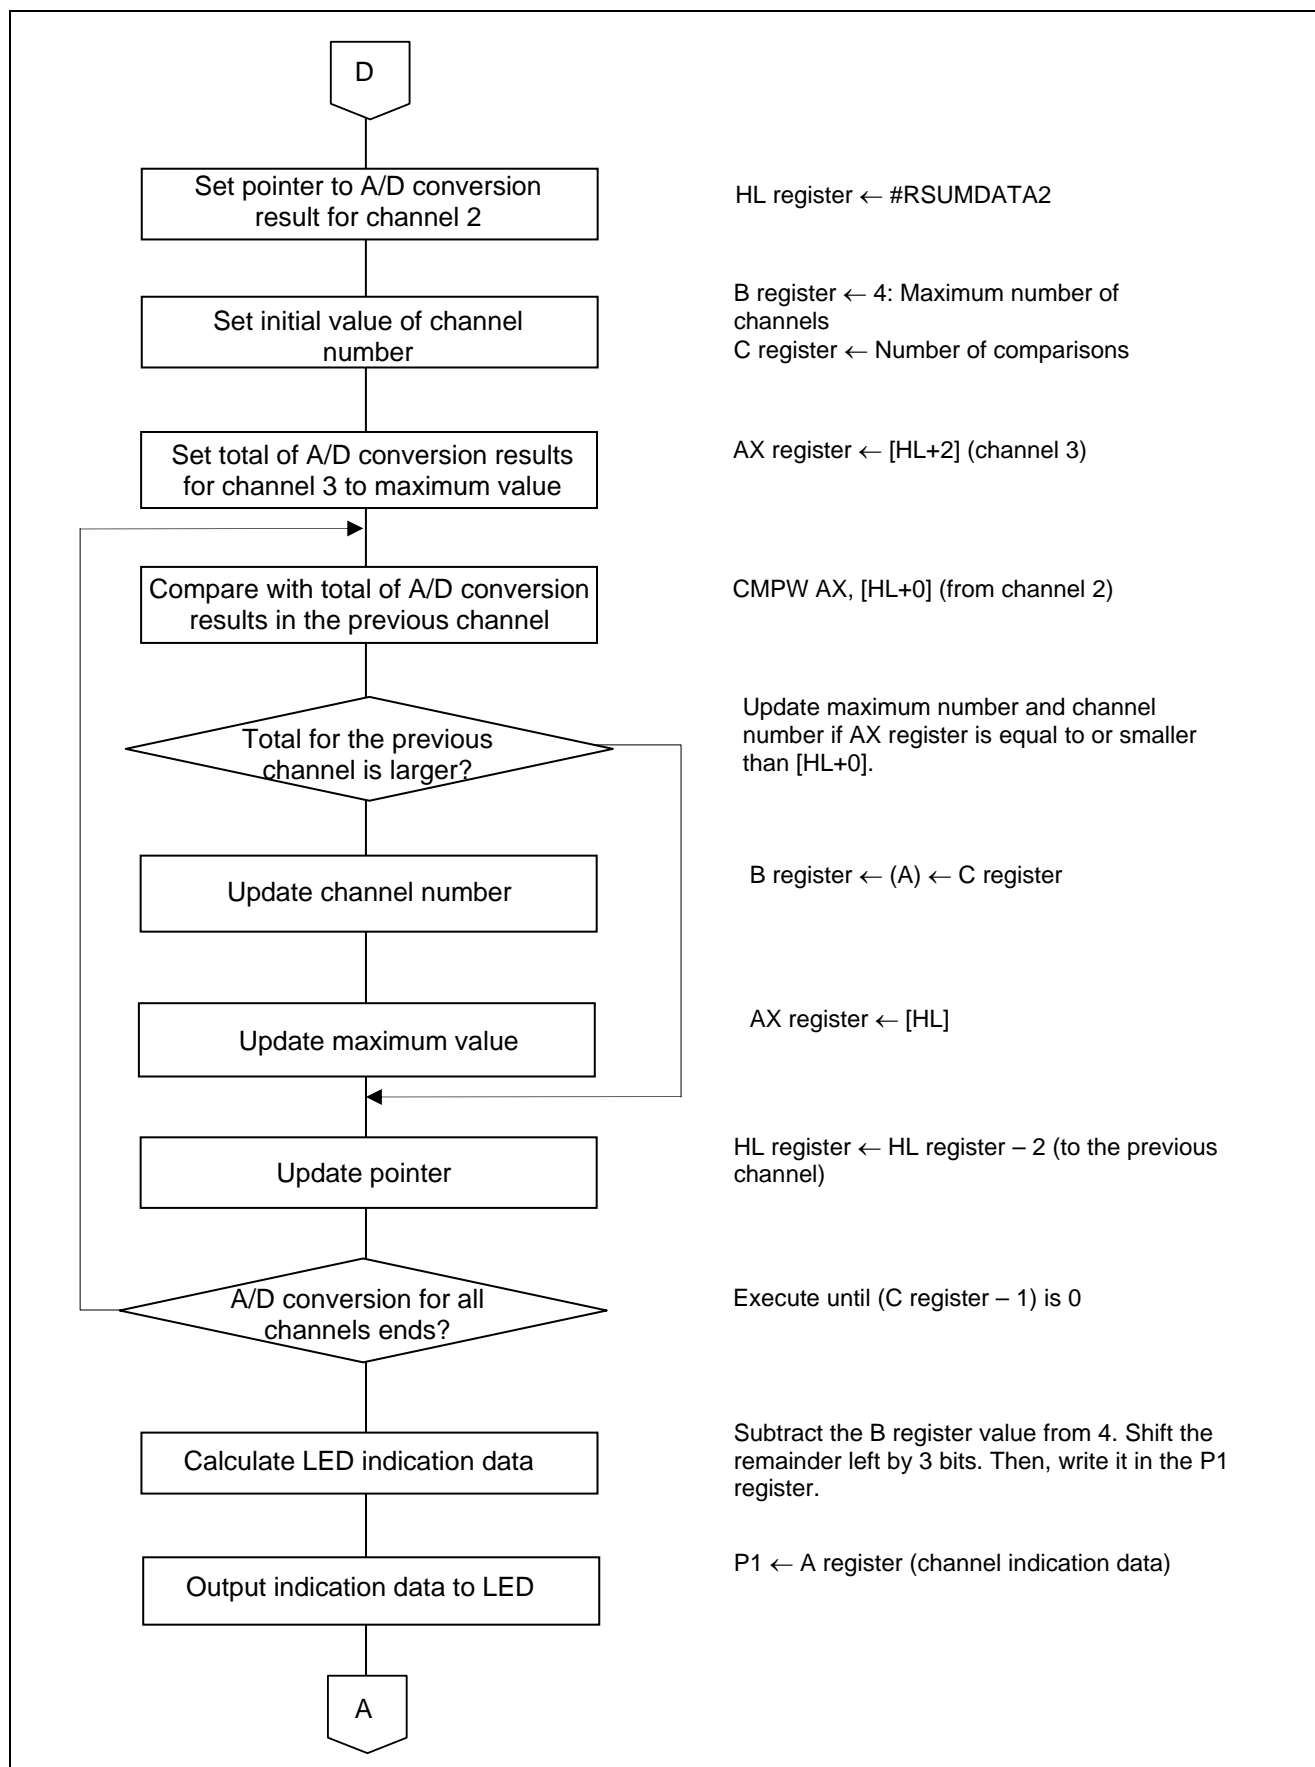 D
Set pointer to A/D conversion
result for channel 2
HL register ← #RSUMDATA2
Set initial value of channel
number
B register ← 4: Maximum number of
channels
C register ← Number of comparisons
Set total of A/D conversion results
for channel 3 to maximum value
AX register ← [HL+2] (channel 3)
Compare with total of A/D conversion
results in the previous channel
CMPW AX, [HL+0] (from channel 2)
Total for the previous
channel is larger?
Update maximum number and channel
number if AX register is equal to or smaller
than [HL+0].
Update channel number
B register ← (A) ← C register
Update maximum value
AX register ← [HL]
Update pointer
HL register ← HL register – 2 (to the previous
channel)
A/D conversion for all
channels ends?
Execute until (C register – 1) is 0
Calculate LED indication data
Subtract the B register value from 4. Shift the
remainder left by 3 bits. Then, write it in the P1
register.
Output indication data to LED
P1 ← A register (channel indication data)
A